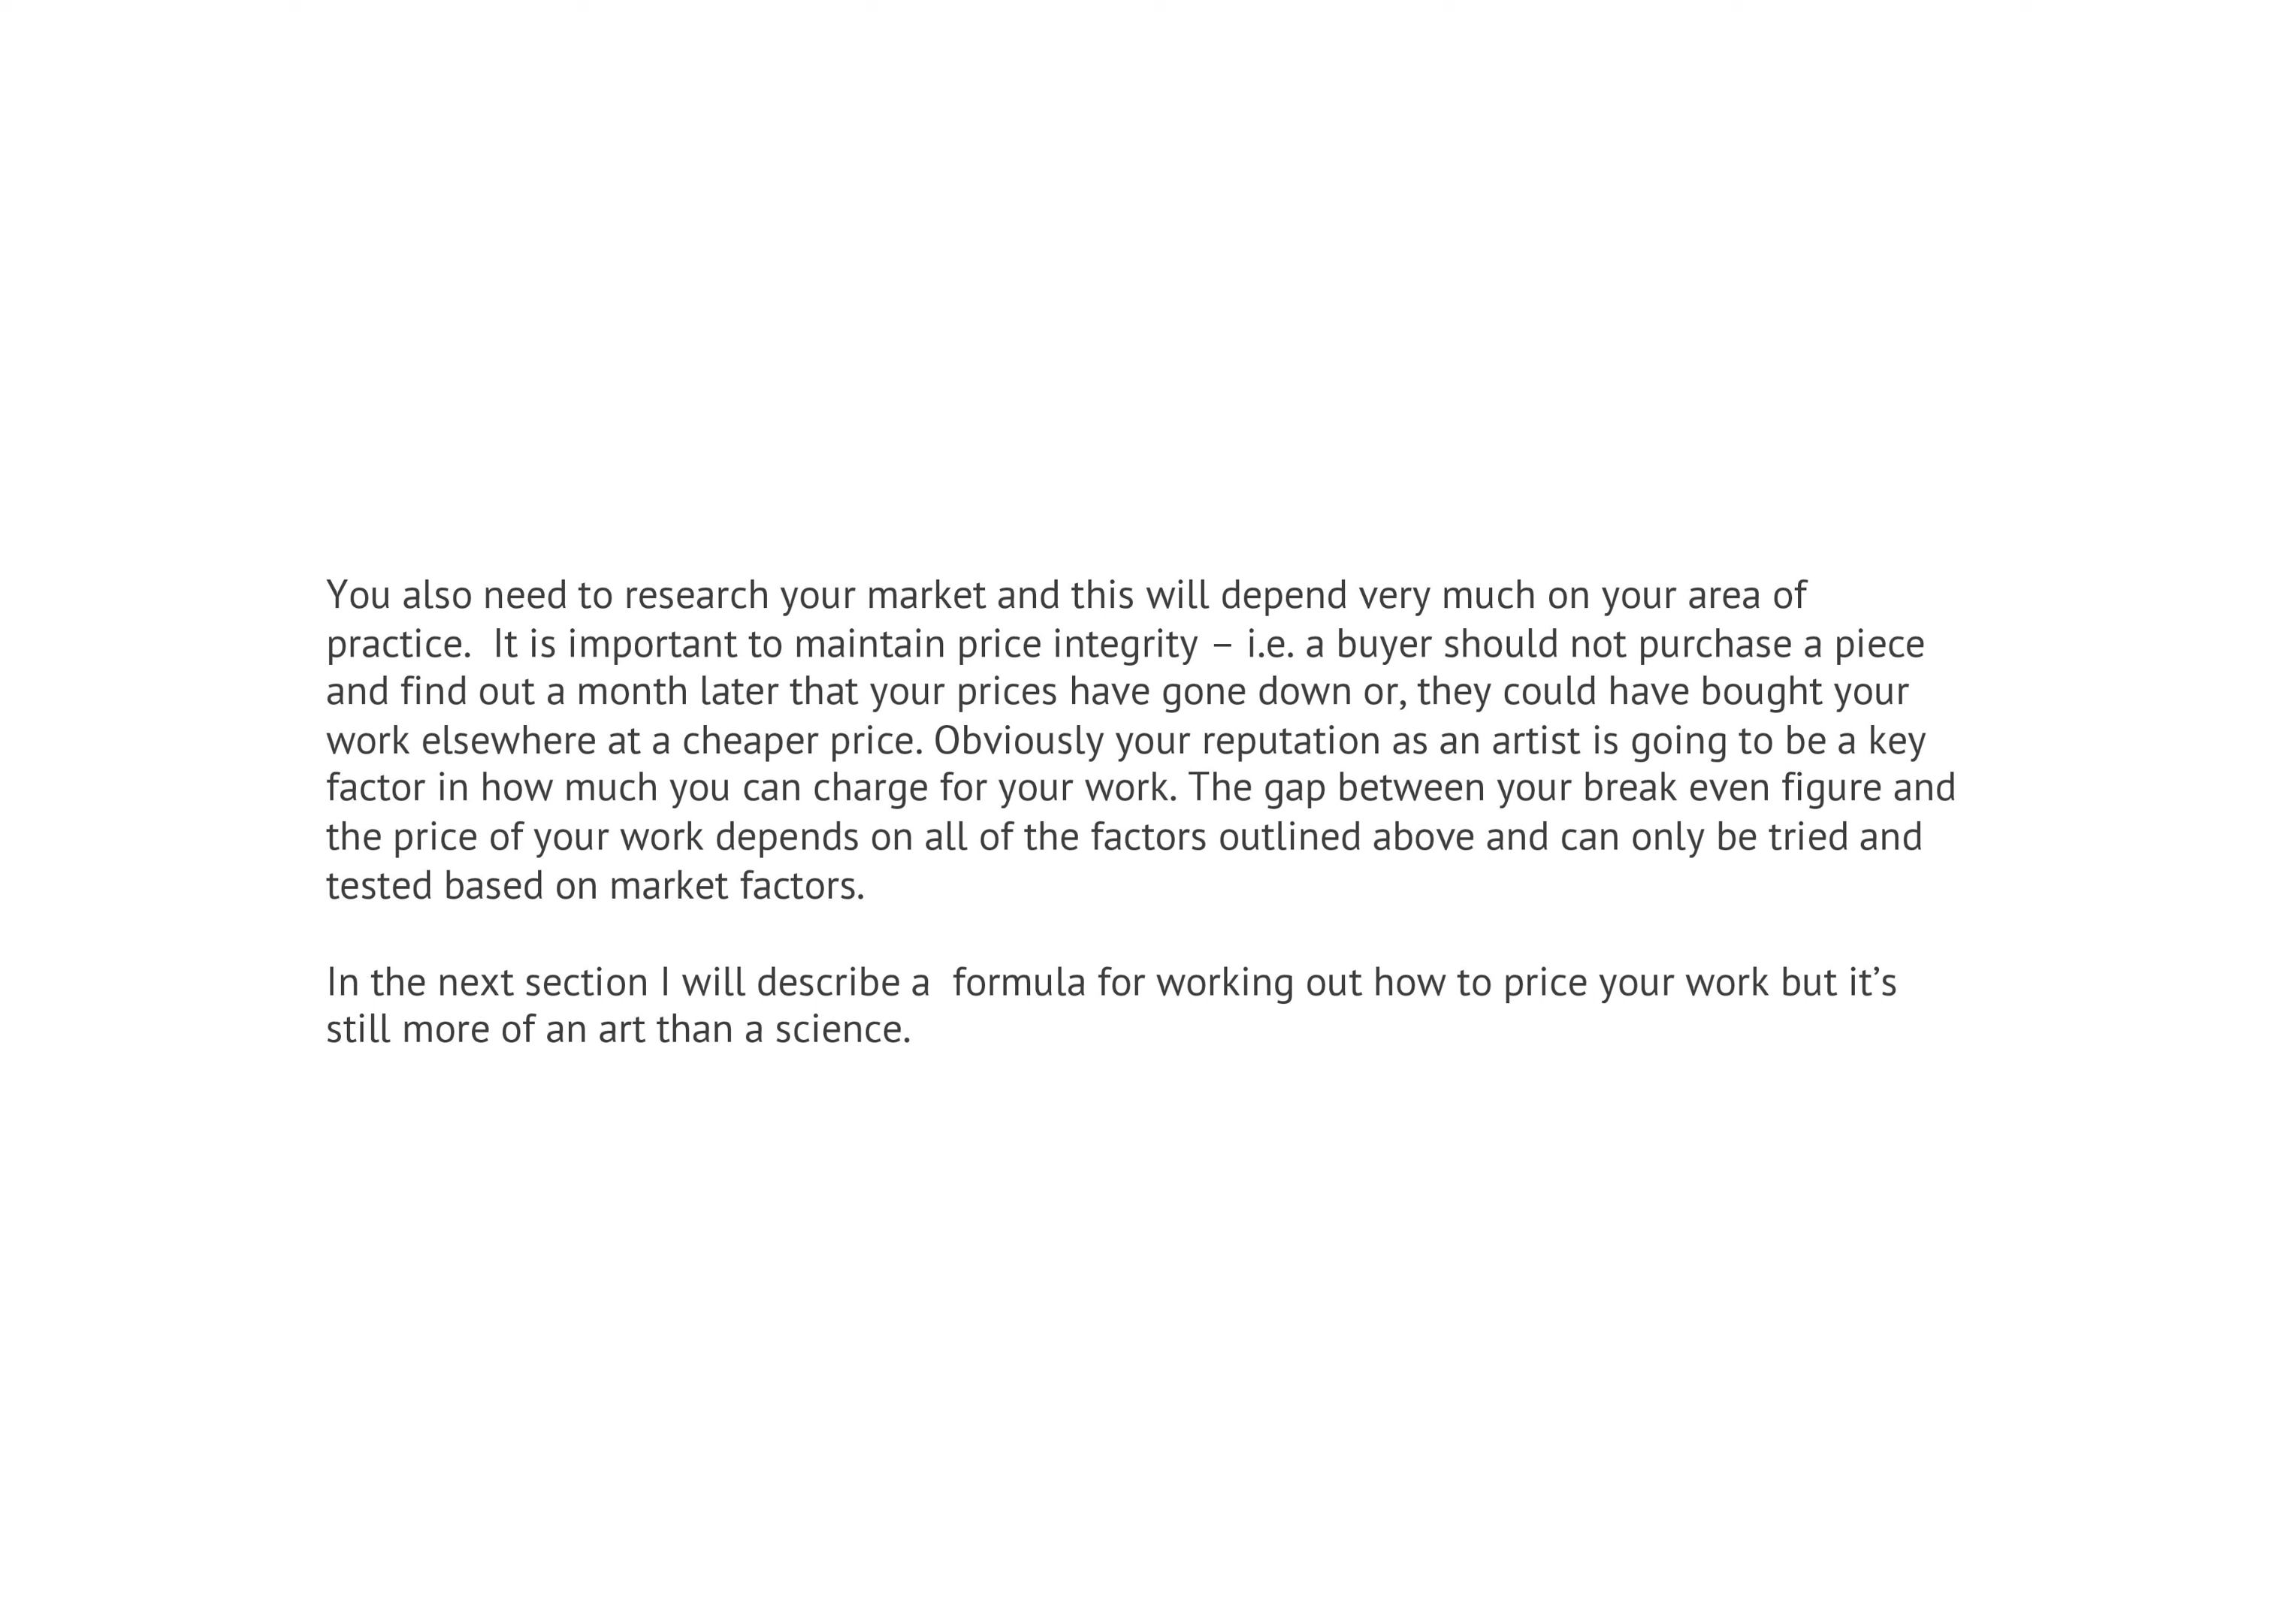 You also need to research your market and this will depend very much on your area of
practice.  It is important to maintain price integrity – i.e. a buyer should not purchase a piece
and find out a month later that your prices have gone down or, they could have bought your
work elsewhere at a cheaper price. Obviously your reputation as an artist is going to be a key
factor in how much you can charge for your work. The gap between your break even figure and
the price of your work depends on all of the factors outlined above and can only be tried and
tested based on market factors.

In the next section I will describe a  formula for working out how to price your work but it’s
still more of an art than a science.